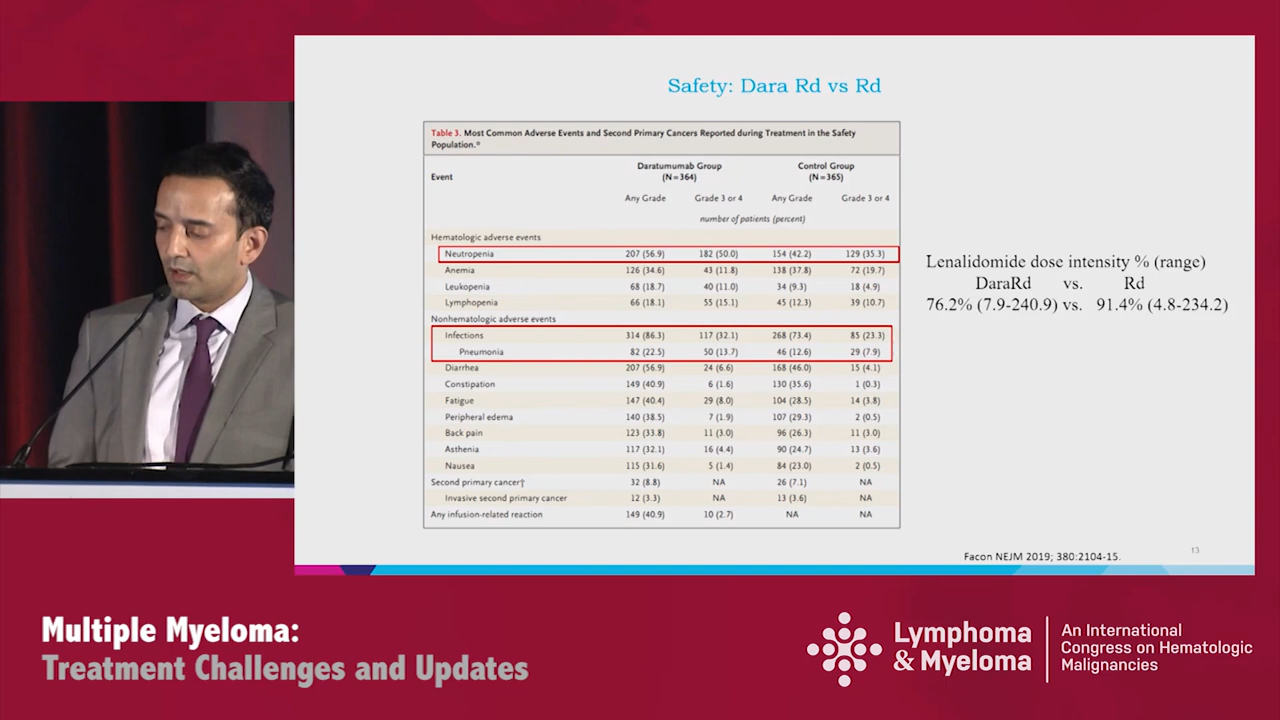 Safety: Dara Rd vs Rd
Table 3. Most Common Adverse Events and Second Primary Cancers Reported during Treatment in the Safety
Population.*
Event
Daratumumab Group
(N=364)
Control Group
(N=365)
Any Grade Grade 3 or 4 Any Grade Grade 3 or 4
number of patients (percent)
Hematologic adverse events
Neutropenia 207 (56.9) 182 (50.0) 154 (42.2) 129 (35.3)
Anemia 126 (34.6) 43 (11.8) 138 (37.8) 72 (19.7)
Leukopenia 68 (18.7) 40 (11.0) 34 (9.3) 18 (4.9)
Lymphopenia 66 (18.1) 55 (15.1) 45 (12.3) 39 (10.7)
Nonhematologic adverse events
Infections 314 (86.3) 117 (32.1) 268 (73.4) 85 (23.3)
Pneumonia 82 (22.5) 50 (13.7) 46 (12.6) 29 (7.9)
Diarrhea 207 (56.9) 24 (6.6) 168 (46.0) 15 (4.1)
Constipation 149 (40.9) 6 (1.6) 130 (35.6) 1 (0.3)
Fatigue 147 (40.4) 29 (8.0) 104 (28.5) 14 (3.8)
Peripheral edema 140 (38.5) 7 (1.9) 107 (29.3) 2 (0.5)
Back pain 123 (33.8) 11 (3.0) 96 (26.3) 11 (3.0)
Asthenia 117 (32.1) 16 (4.4) 90 (24.7) 13 (3.6)
Nausea 115 (31.6) 5 (1.4) 84 (23.0) 2 (0.5)
Second primary cancer† 32 (8.8) NA 26 (7.1) NA
Invasive second primary cancer 12 (3.3) NA 13 (3.6) NA
Any infusion-related reaction 149 (40.9) 10 (2.7) NA NA
Lenalidomide dose intensity % (range)
DaraRd vs. Rd
76.2% (7.9-240.9) vs. 91.4% (4.8-234.2)
Facon NEJM 2019; 380:2104-15.
13
Multiple Myeloma:
Treatment Challenges and Updates
Lymphoma
& Myeloma
An International
Congress on Hematologic
Malignancies